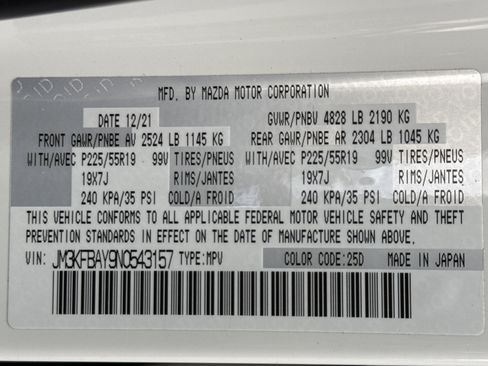 MFD. BY MAZDA MOTOR CORPORATION
DATE 12/21 GVWR/PNBV 4828 LB 2190 KG
FRONT GAWR/PNBE AV 2524 LB 1145 KG REAR GAWR/PNBE AR 2304 LB 1045 KG
WITH/AVEC P225/55R19 99V TIRES/PNEUS WITH/AVEC P225/55R19 99V TIRES/PNEUS
19X7J RIMS/JANTES 19X7J RIMS/JANTES
240 KPA/35 PSI COLD/A FROID 240 KPA/35 PSI COLD/A FROID
THIS VEHICLE CONFORMS TO ALL APPLICABLE FEDERAL MOTOR VEHICLE SAFETY AND THEFT
PREVENTION STANDARDS IN EFFECT ON THE DATE OF MANUFACTURE SHOWN ABOVE.
VIN: JM3KFBAY9N0543157 TYPE:MPV COLOR CODE:25D MADE IN JAPAN